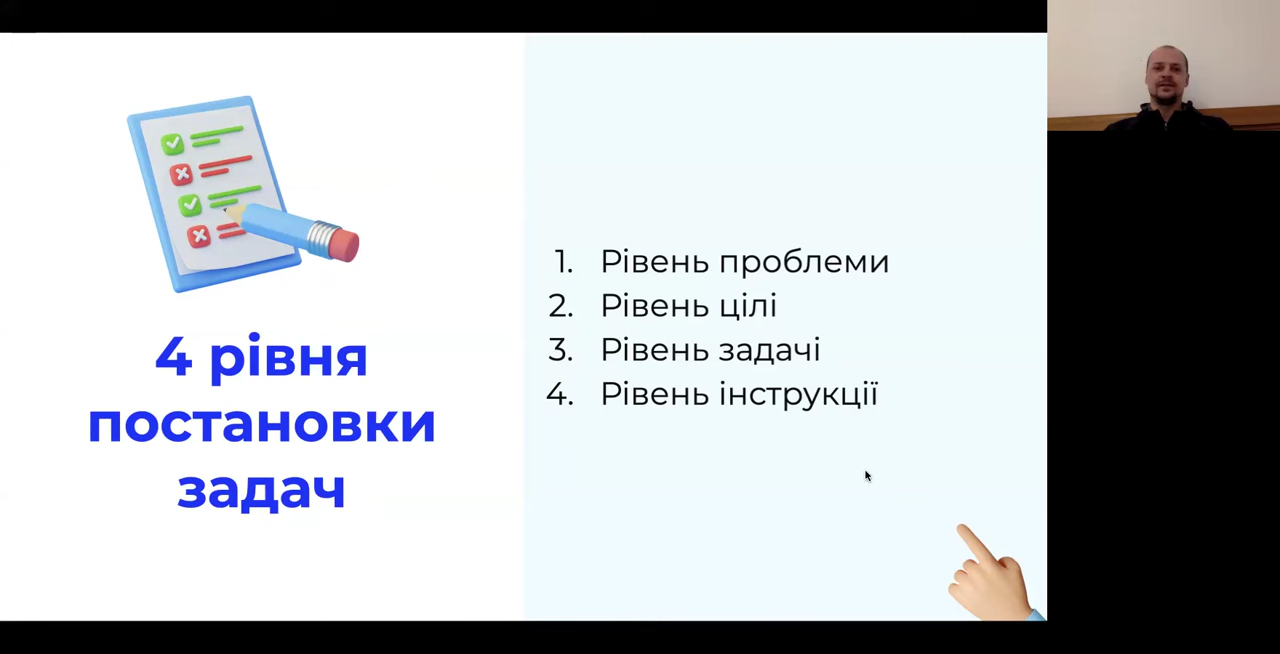 4 рівня
постановки
задач
1. Рівень проблеми
2. Рівень цілі
3. Рівень задачі
4. Рівень інструкції